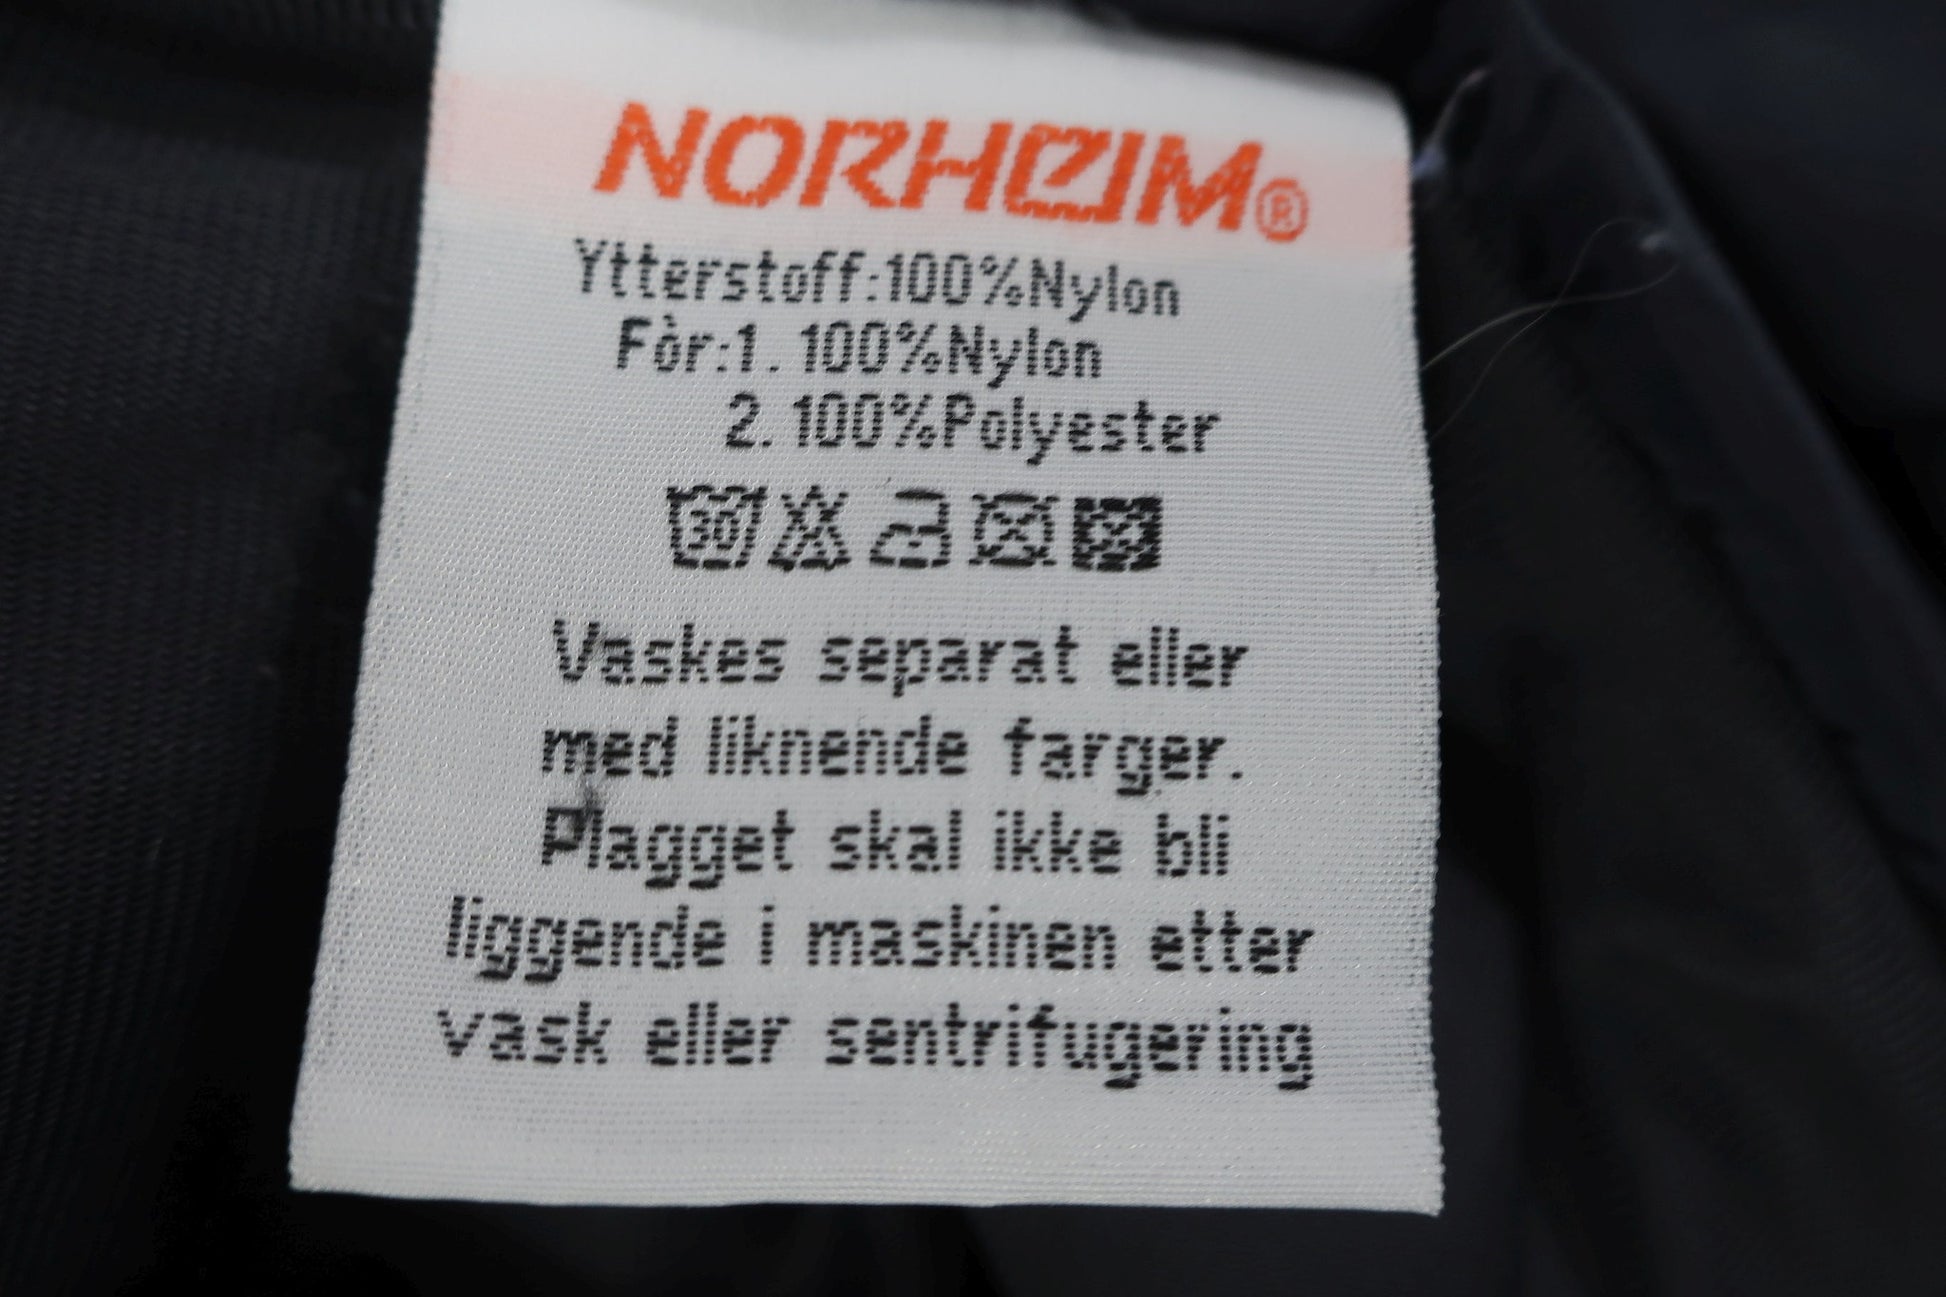 NORHEIM®
Ytterstoff:100%Nylon
Fòr:1. 100%Nylon
2. 100%Polyester
30
Vaskes separat eller
med liknende farger.
Plagget skal ikke bli
liggende i maskinen etter
vask eller sentrifugering